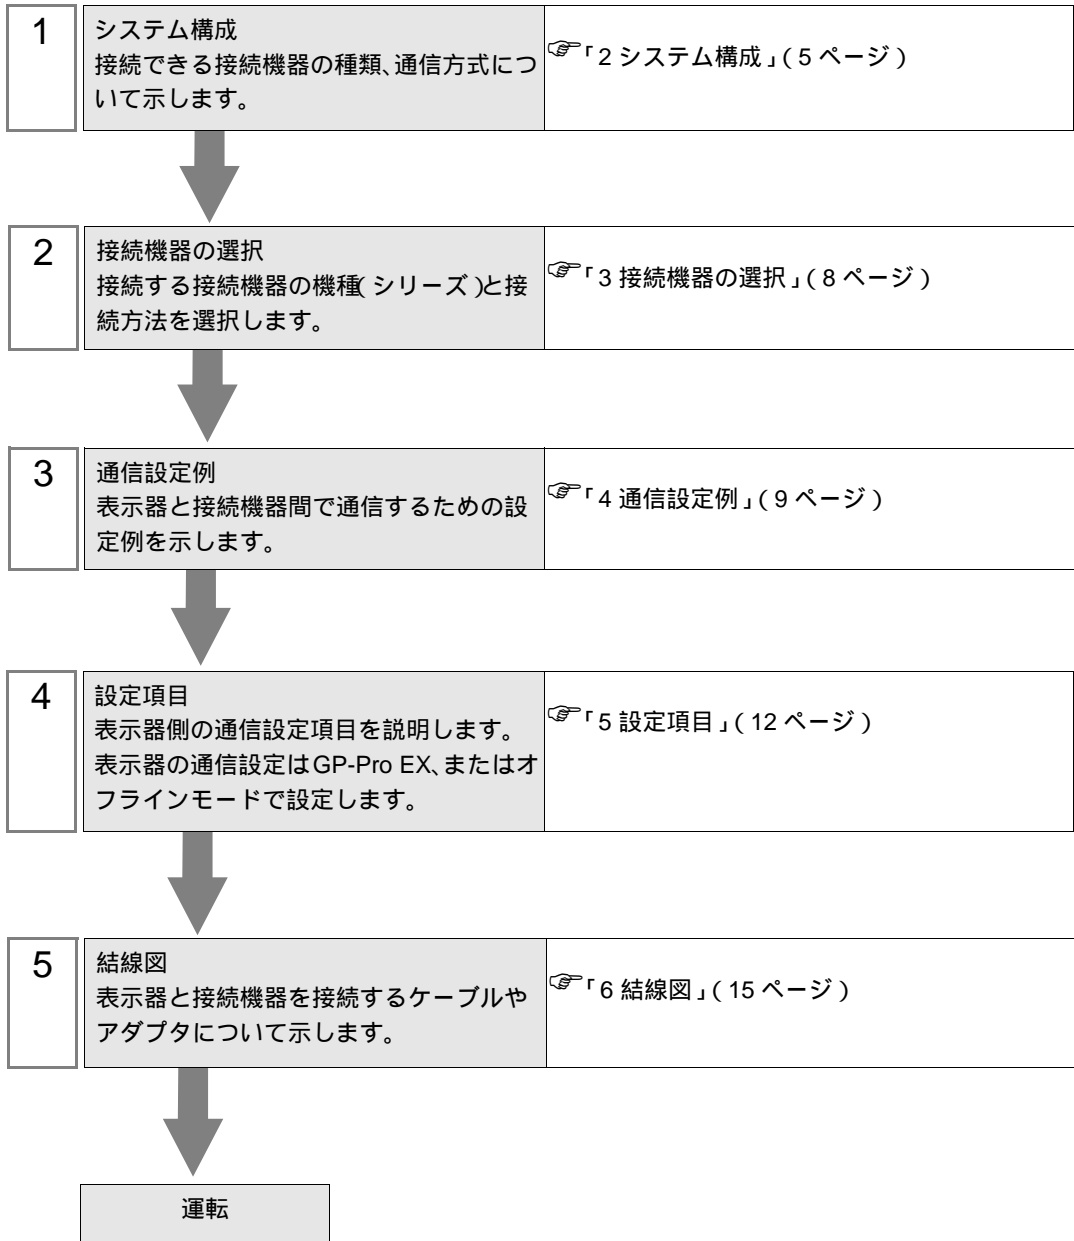 1
システム構成
接続できる接続機器の種類、通信方式につ
いて示します。
☞「2 システム構成」(5 ページ)
2
接続機器の選択
接続する接続機器の機種(シリーズ)と接
続方法を選択します。
☞「3 接続機器の選択」(8 ページ)
3
通信設定例
表示器と接続機器間で通信するための設
定例を示します。
☞「4 通信設定例」(9 ページ)
4
設定項目
表示器側の通信設定項目を説明します。
表示器の通信設定はGP-Pro EX、またはオ
フラインモードで設定します。
☞「5 設定項目」(12 ページ)
5
結線図
表示器と接続機器を接続するケーブルや
アダプタについて示します。
☞「6 結線図」(15 ページ)
運転